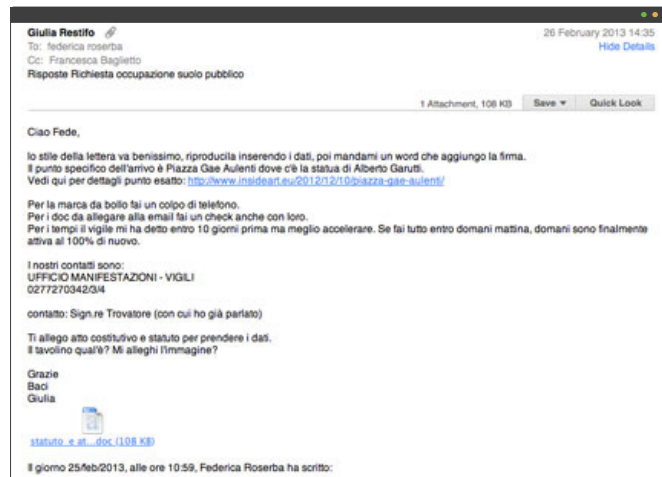 Giulia Restifo
26 February 2013 14:35
To: federica roserba
Hide Details
Cc: Francesca Baglietto
Risposte Richiesta occupazione suolo pubblico
1 Attachment, 108 KB
Save
Quick Look
Ciao Fede,
lo stile della lettera va benissimo, riproducila inserendo i dati, poi mandami un word che aggiungo la firma.
Il punto specifico dell'arrivo è Piazza Gae Aulenti dove c'è la statua di Alberto Garutti.
Vedi qui per dettagli punto esatto: http://www.insideart.eu/2012/12/10/piazza-gae-aulenti/
Per la marca da bollo fai un colpo di telefono.
Per i doc da allegare alla email fai un check anche con loro.
Per i tempi il vigile mi ha detto entro 10 giorni prima ma meglio accelerare. Se fai tutto entro domani mattina, domani sono finalmente
attiva al 100% di nuovo.
I nostri contatti sono:
UFFICIO MANIFESTAZIONI - VIGILI
0277270342/3/4
contatto: Sign.re Trovatore (con cui ho già parlato)
Ti allego atto costitutivo e statuto per prendere i dati.
Il tavolino qual'è? Mi alleghi l'immagine?
Grazie
Baci
Giulia
statuto_e at...doc (108 KB)
Il giorno 25/feb/2013, alle ore 10:59, Federica Roserba ha scritto: